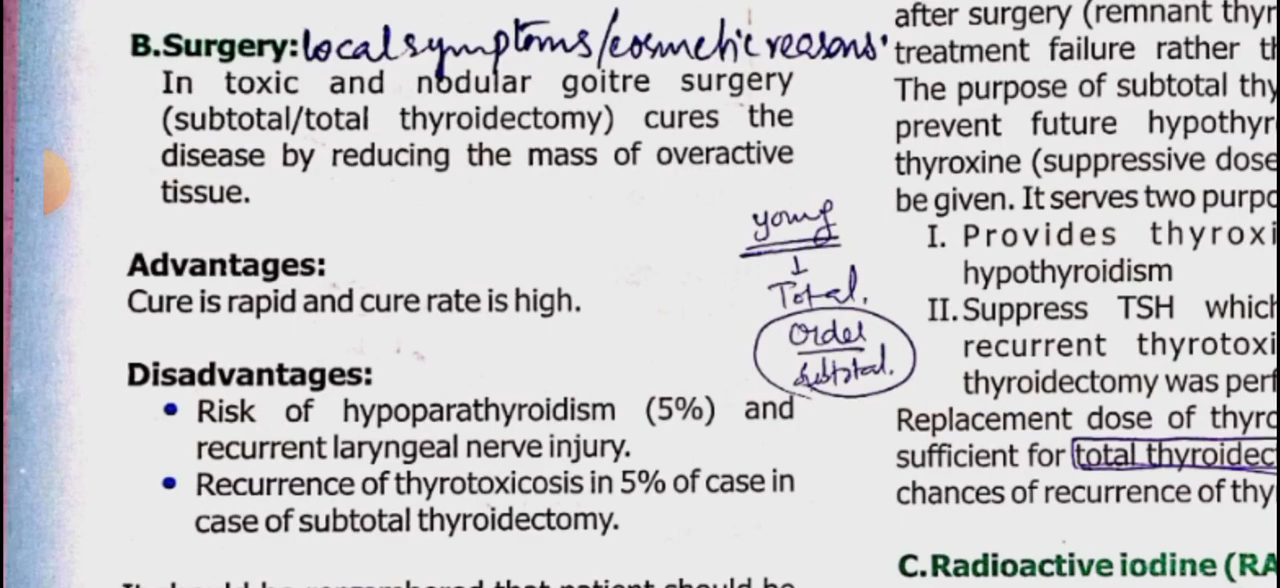 B.Surgery: local symptoms/cosmetic reasons'
In toxic and nodular goitre surgery
(subtotal/total thyroidectomy) cures the
disease by reducing the mass of overactive
tissue.
Advantages:
Cure is rapid and cure rate is high.
Disadvantages:
• Risk of hypoparathyroidism (5%) and
recurrent laryngeal nerve injury.
• Recurrence of thyrotoxicosis in 5% of case in
case of subtotal thyroidectomy.
young
↓
Total.
Older
subtotal.
after surgery (remnant thyr
treatment failure rather
The purpose of subtotal thy
prevent future hypothyr
thyroxine (suppressive dose
be given. It serves two purpo
I. Provides thyroxi
hypothyroidism
II. Suppress TSH which
recurrent thyrotoxi
thyroidectomy was perf
Replacement dose of thyro
sufficient for total thyroidec
chances of recurrence of thy
C.Radioactive iodine (RA